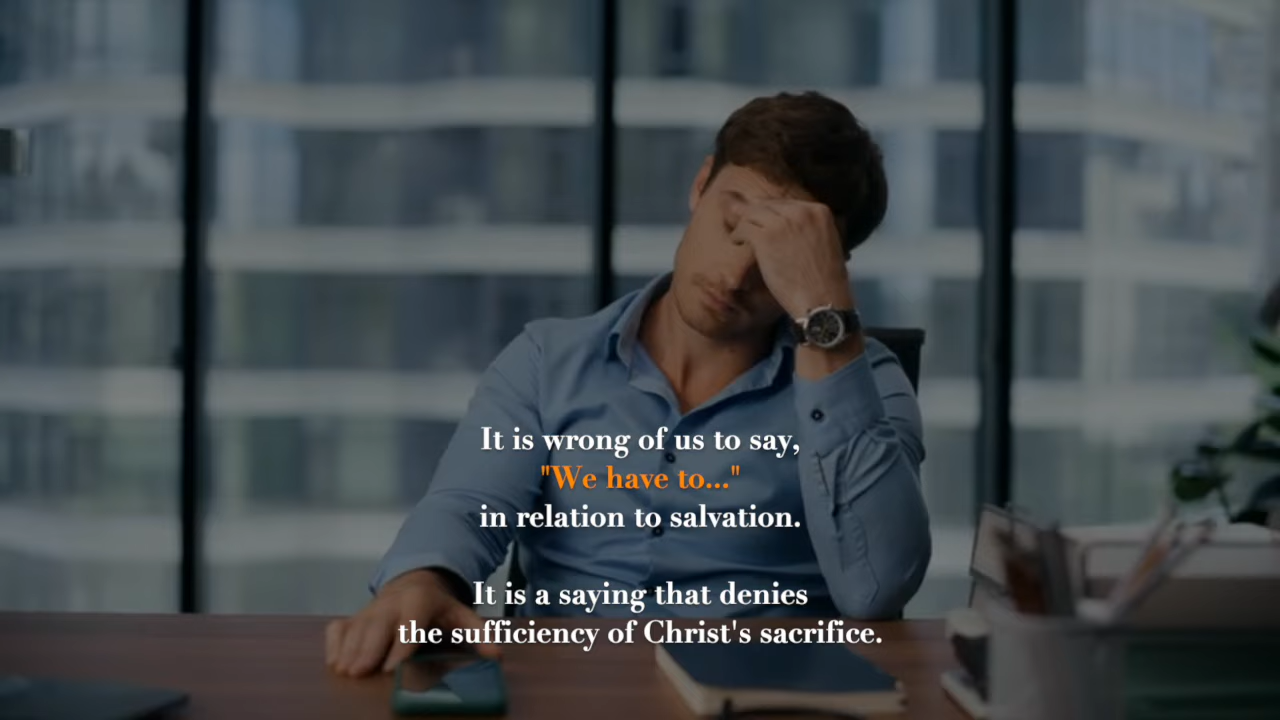 It is wrong of us to say,
"We have to..."
in relation to salvation.
It is a saying that denies
the sufficiency of Christ's sacrifice.